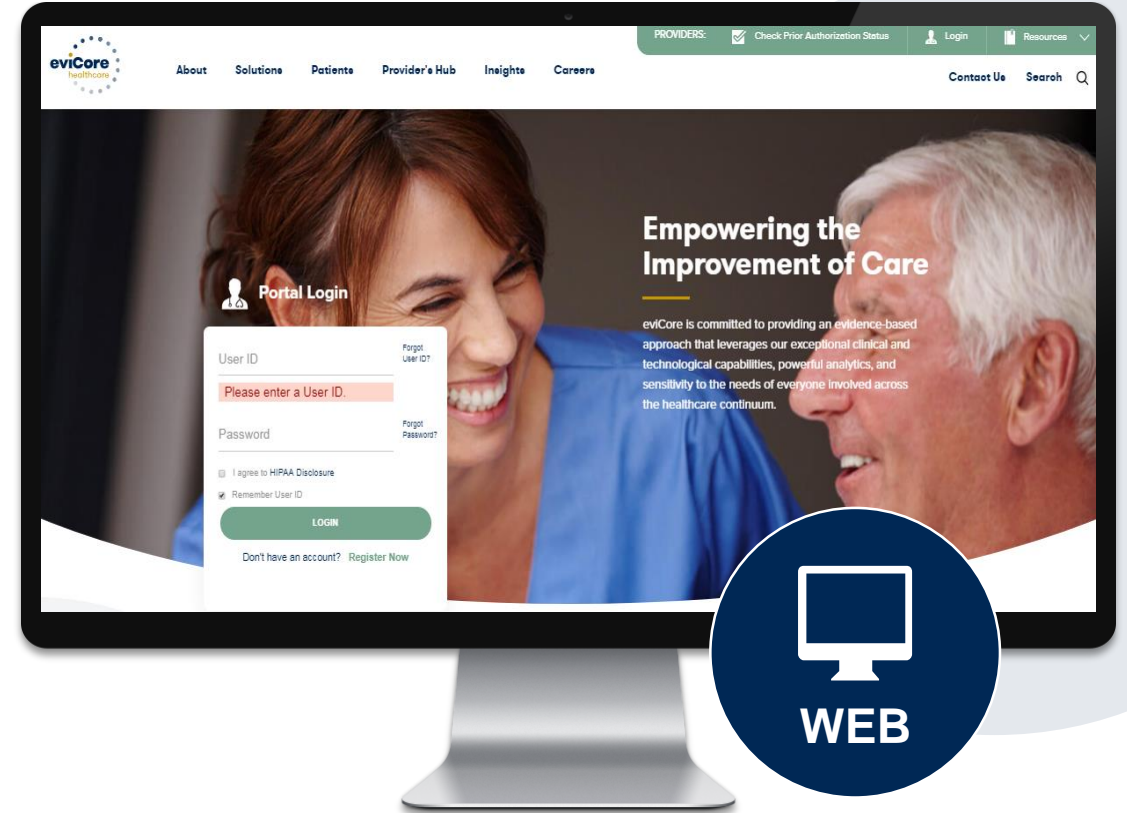 PROVIDERS: Check Prior Authorization Status Login Resources
eviCore
healthcare
About Solutions Patients Provider's Hub Insights Careers
Contact Us Search
Empowering the
Improvement of Care
eviCore is committed to providing an evidence-based
approach that leverages our exceptional clinical and
technological capabilities, powerful analytics, and
sensitivity to the needs of everyone involved across
the healthcare continuum.
Portal Login
User ID
Forgot
User ID?
Please enter a User ID.
Password
Forgot
Password?
I agree to HIPAA Disclosure
Remember User ID
LOGIN
Don't have an account? Register Now
WEB